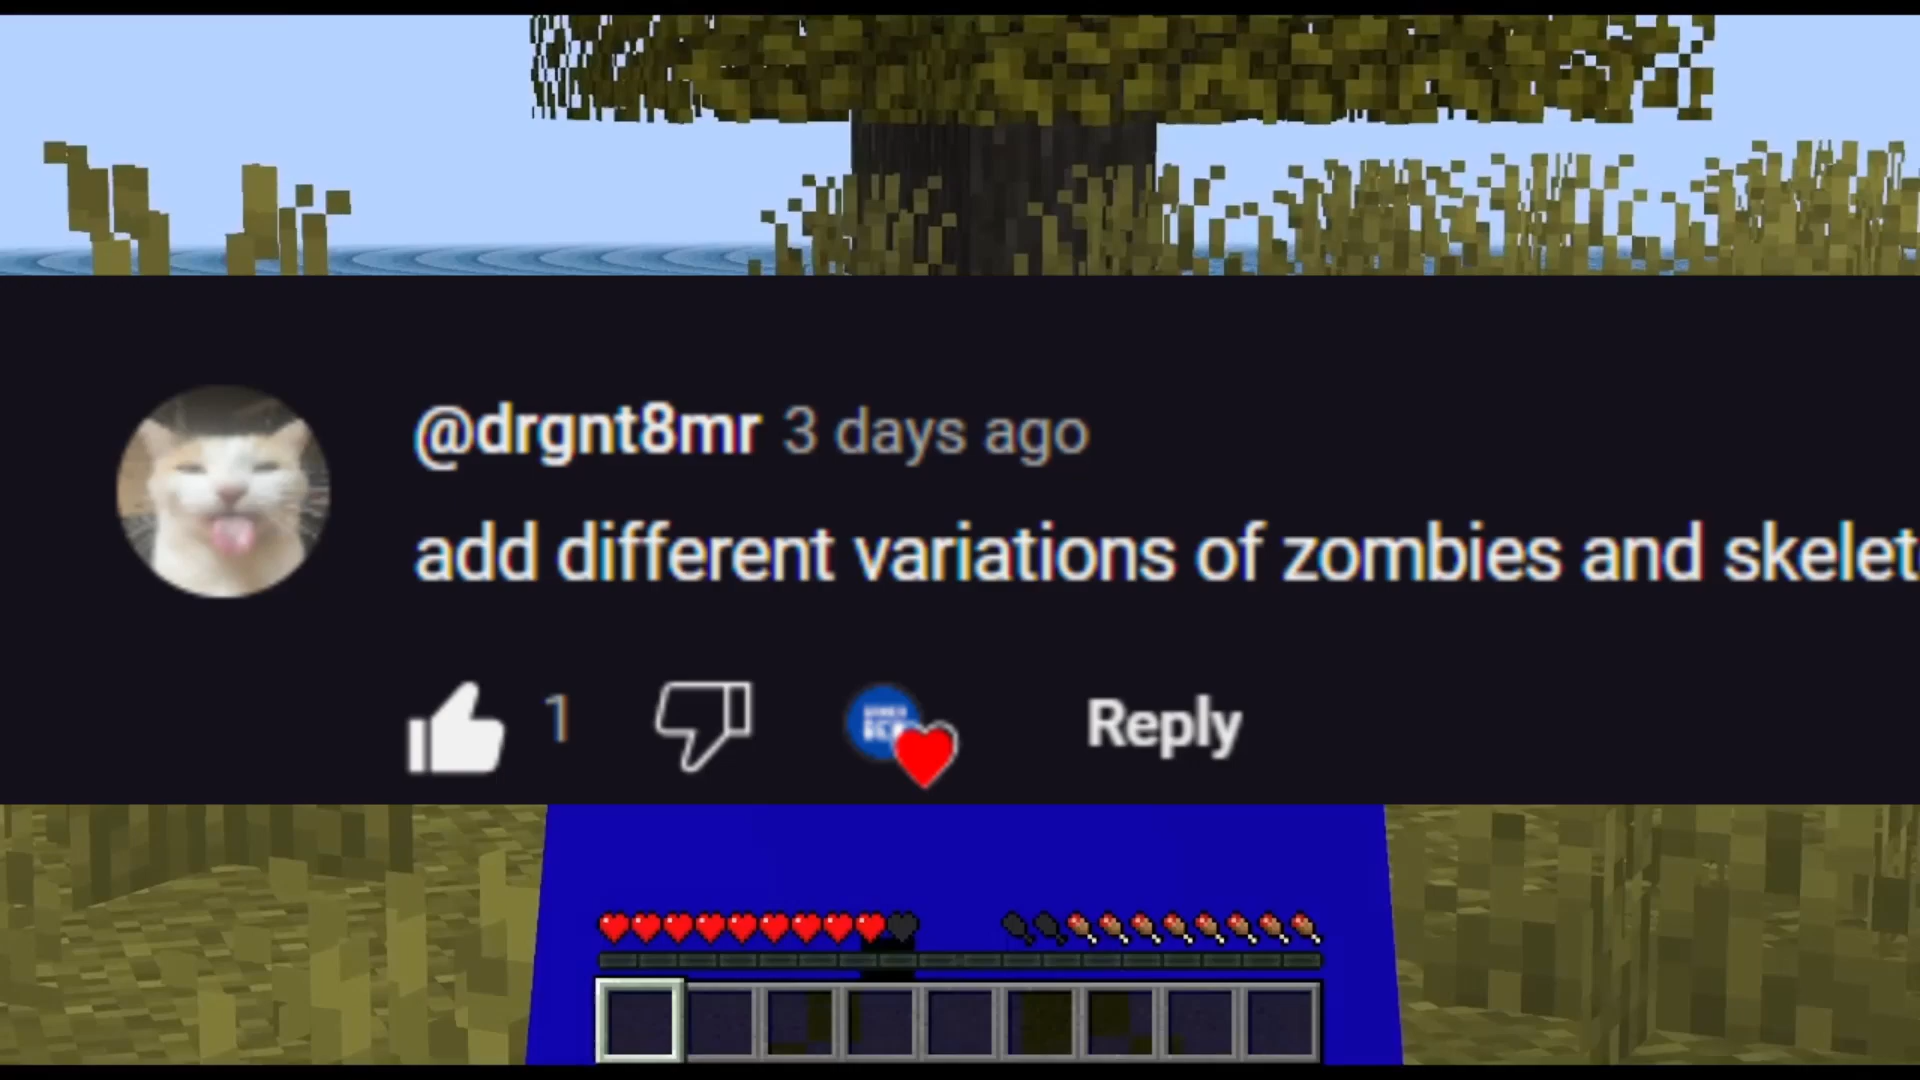 @drgnt8mr 3 days ago
add different variations of zombies and skelet
1
Reply